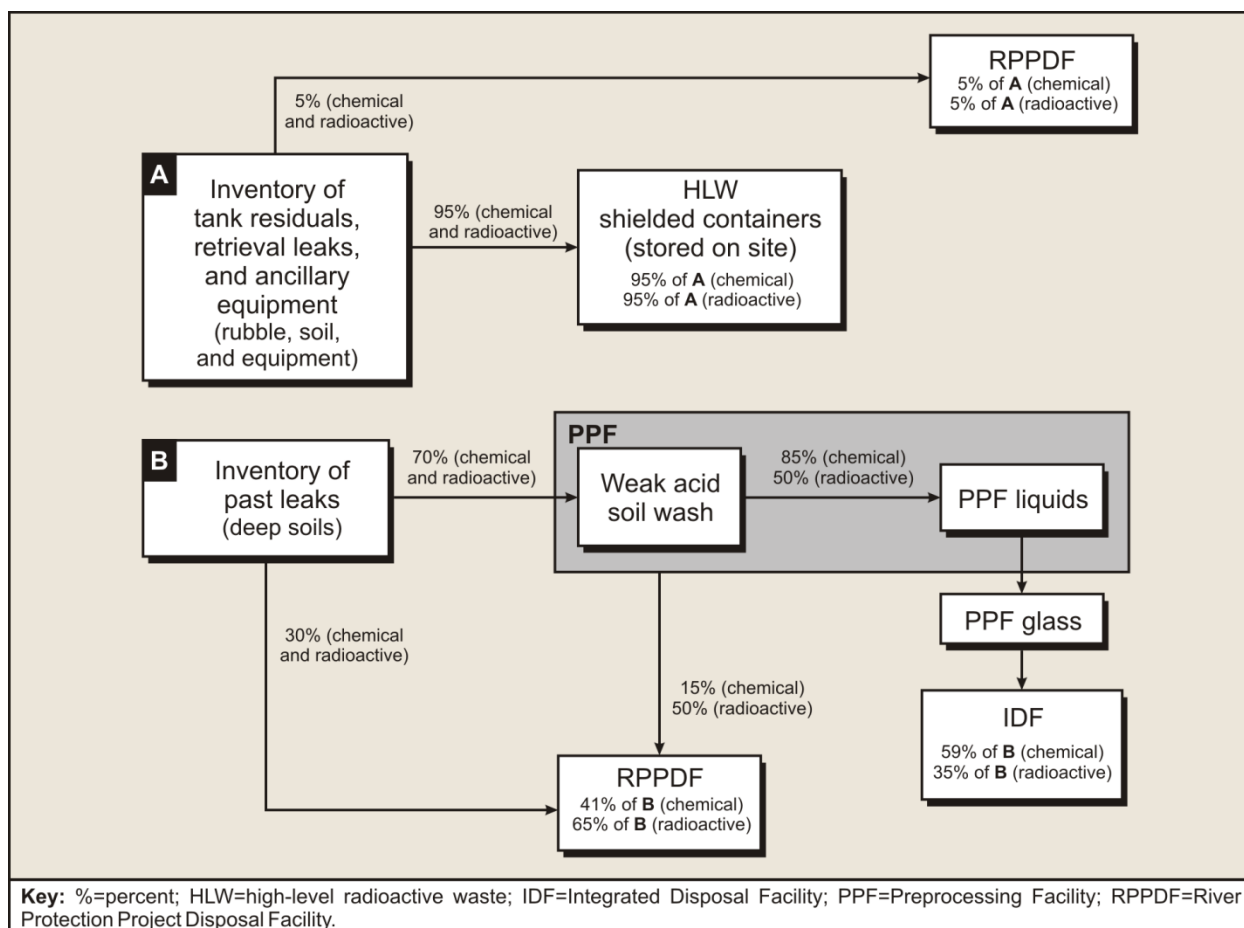 RPPDF
5% of A (chemical)
5% of A (radioactive)
5% (chemical
and radioactive)
A
Inventory of
tank residuals,
retrieval leaks,
and ancillary
equipment
(rubble, soil,
and equipment)
95% (chemical
and radioactive)
HLW
shielded containers
(stored on site)
95% of A (chemical)
95% of A (radioactive)
B
Inventory of
past leaks
(deep soils)
70% (chemical
and radioactive)
PPF
Weak acid
soil wash
85% (chemical)
50% (radioactive)
PPF liquids
PPF glass
30% (chemical
and radioactive)
15% (chemical)
50% (radioactive)
IDF
59% of B (chemical)
35% of B (radioactive)
RPPDF
41% of B (chemical)
65% of B (radioactive)
Key: %=percent; HLW=high-level radioactive waste; IDF=Integrated Disposal Facility; PPF=Preprocessing Facility; RPPDF=River
Protection Project Disposal Facility.